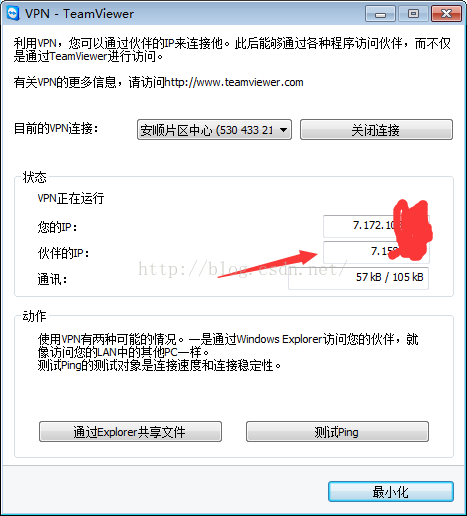 VPN - TeamViewer
利用VPN，您可以通过伙伴的IP来连接他。此后能够通过各种程序访问伙伴，而不仅
是通过TeamViewer进行访问。
有关VPN的更多信息，请访问http://www.teamviewer.com
目前的VPN连接：
安顺片区中心 (530 433 21
关闭连接
状态
VPN正在运行
您的IP：
7.172.10
伙伴的IP：
7.15
http://blog.csdn.net/
通讯：
57 kB / 105 kB
动作
使用VPN有两种可能的情况。一是通过Windows Explorer访问您的伙伴，就
像访问您的LAN中的其他PC一样。
测试Ping的测试对象是连接速度和连接稳定性。
通过Explorer共享文件
测试Ping
最小化